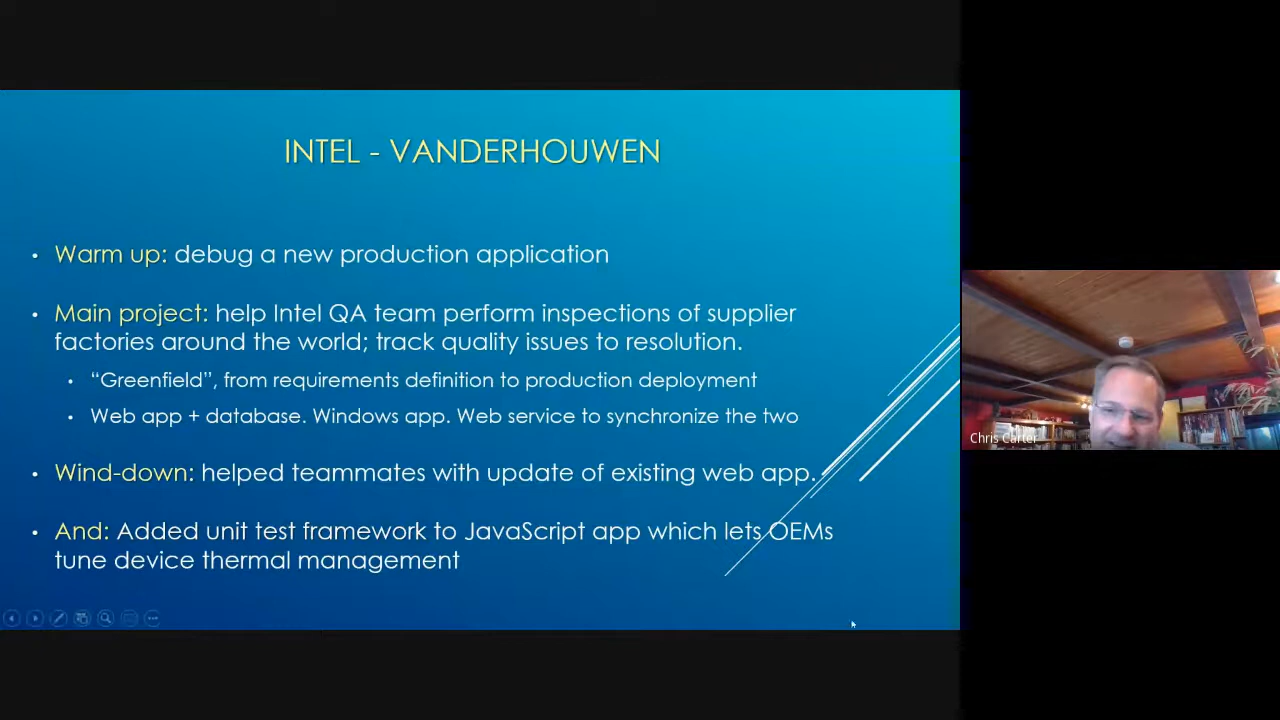 INTEL - VANDERHOUWEN
• Warm up: debug a new production application
• Main project: help Intel QA team perform inspections of supplier
factories around the world; track quality issues to resolution.
• “Greenfield”, from requirements definition to production deployment
• Web app + database. Windows app. Web service to synchronize the two
• Wind-down: helped teammates with update of existing web app.
• And: Added unit test framework to JavaScript app which lets OEMs
tune device thermal management
Chris Carter